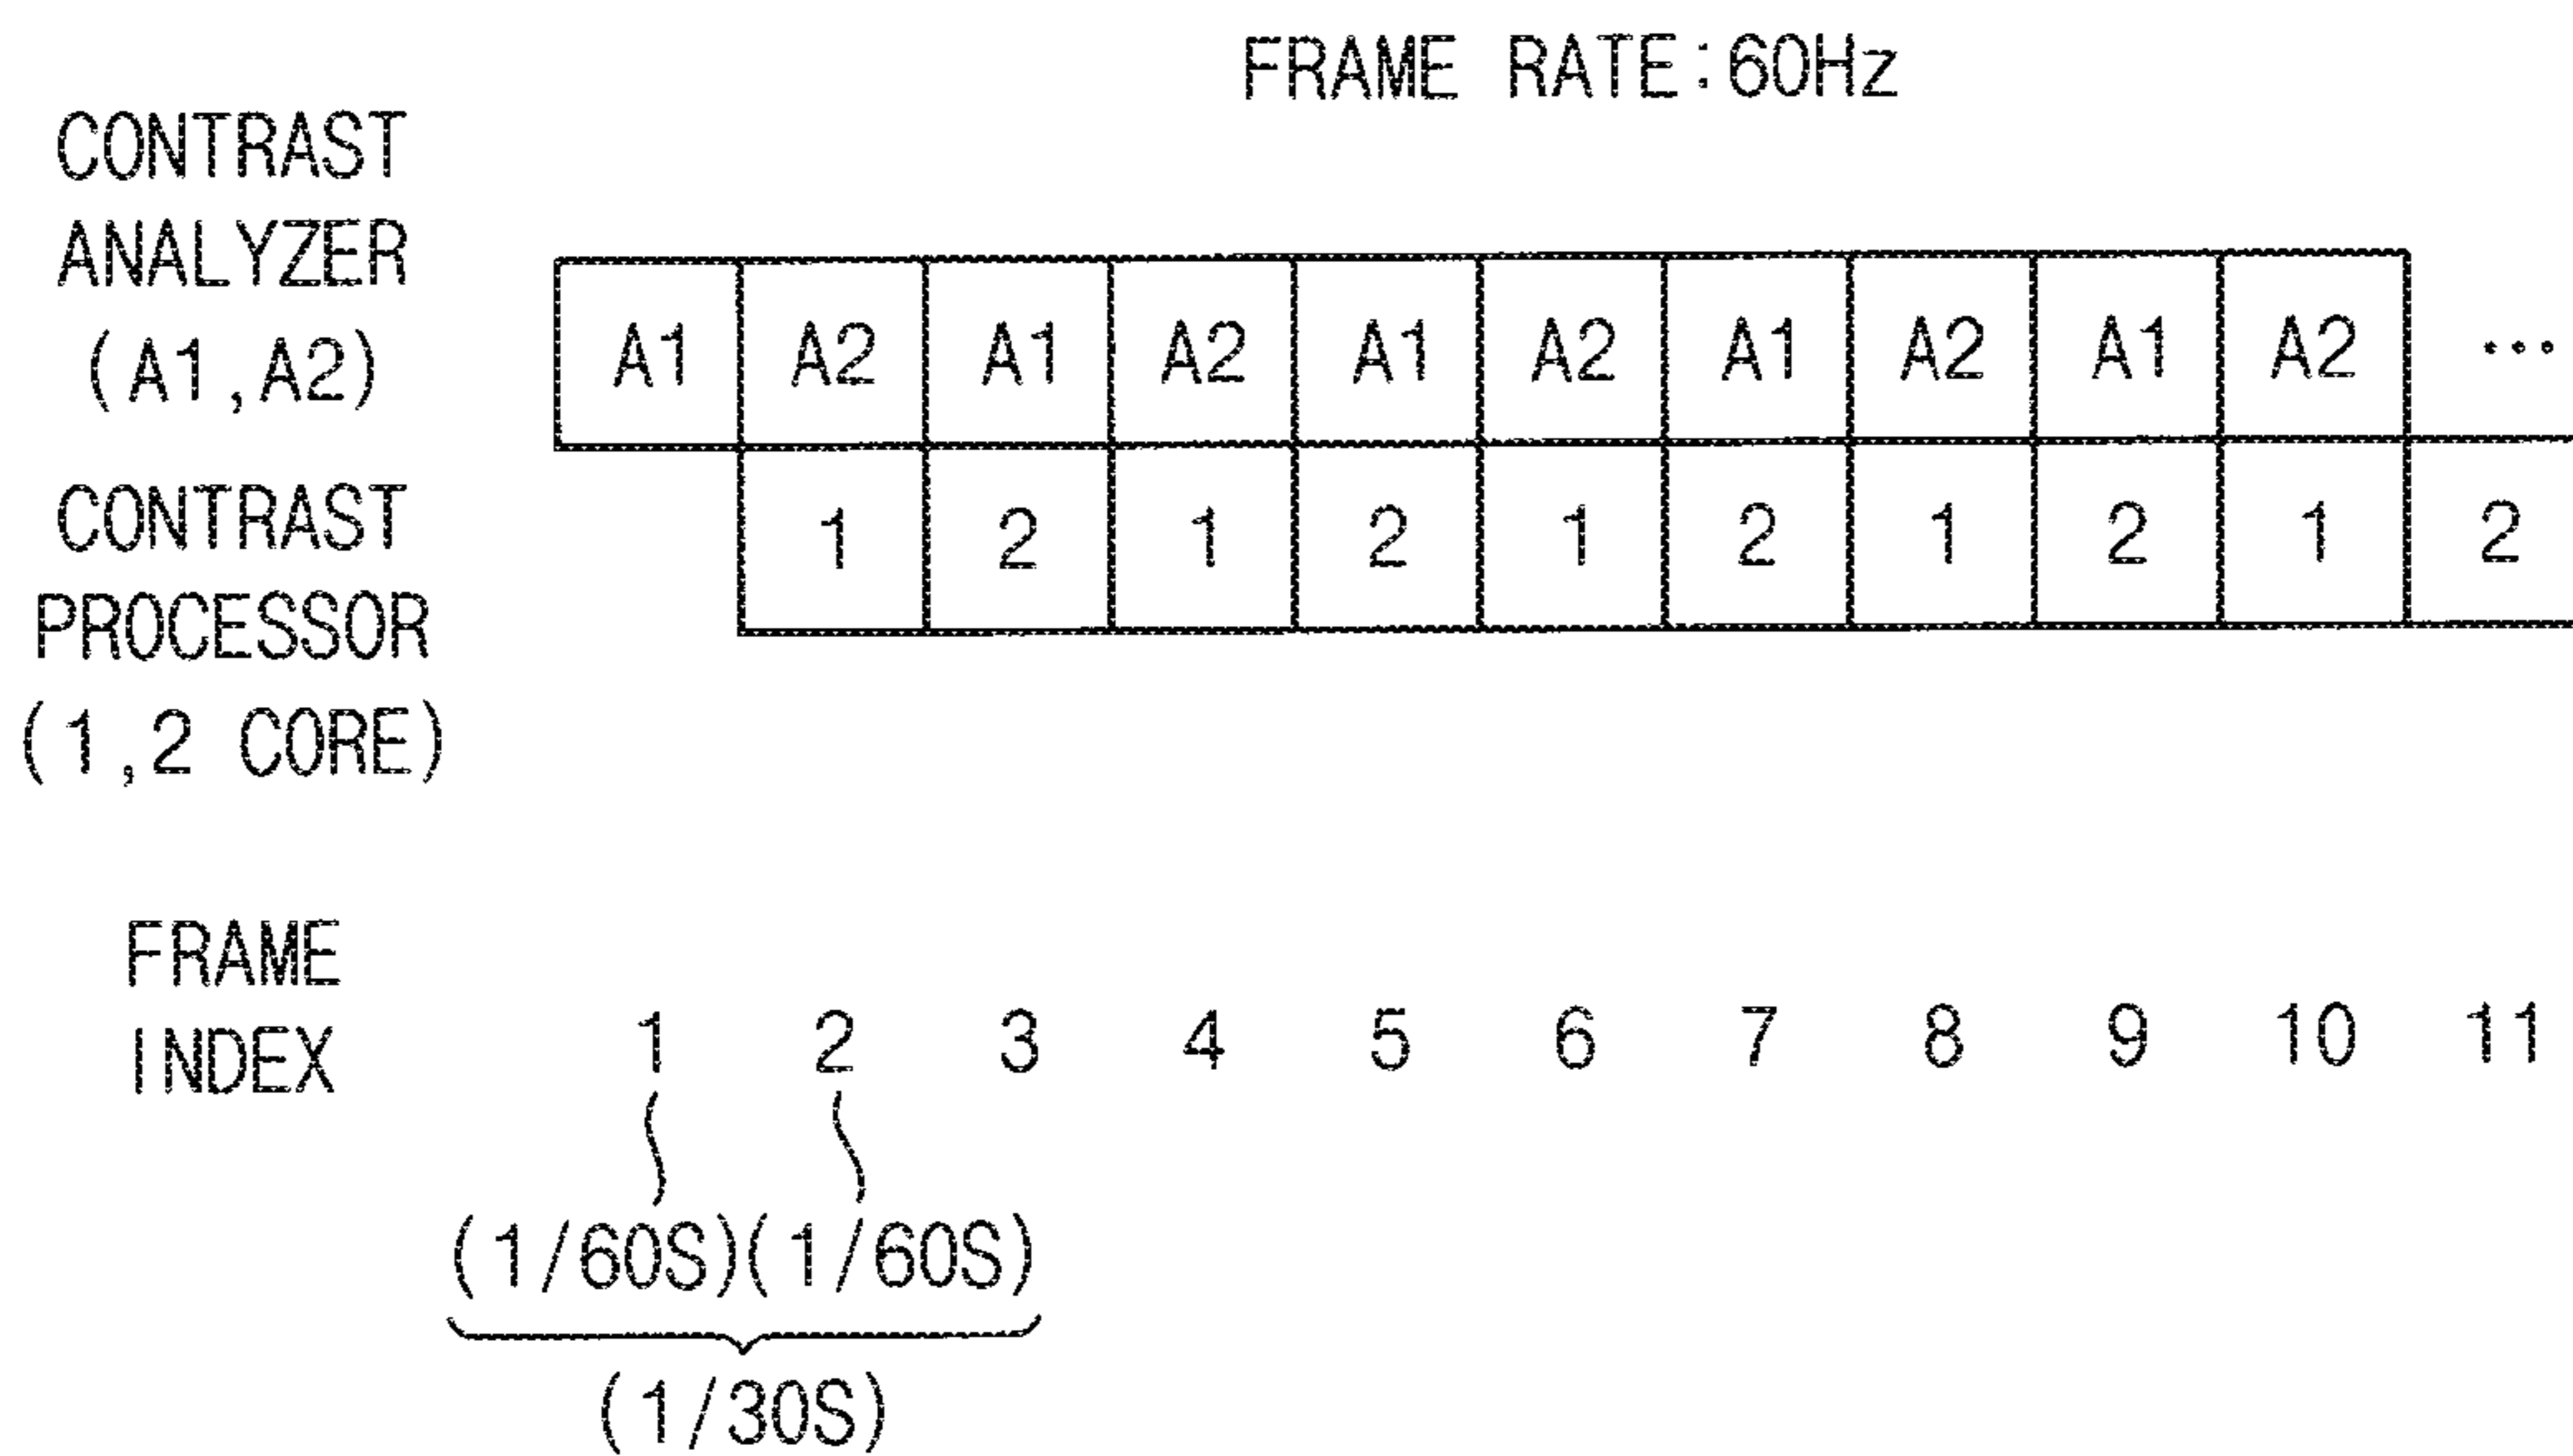 FRAME RATE:60Hz
CONTRAST
ANALYZER
(A1,A2)
A1 A2 A1 A2 A1 A2 A1 A2 A1 A2 ...
CONTRAST
PROCESSOR
(1,2 CORE)
1 2 1 2 1 2 1 2 1 2
FRAME
INDEX
1 2 3 4 5 6 7 8 9 10 11
(1/60S)(1/60S)
(1/30S)